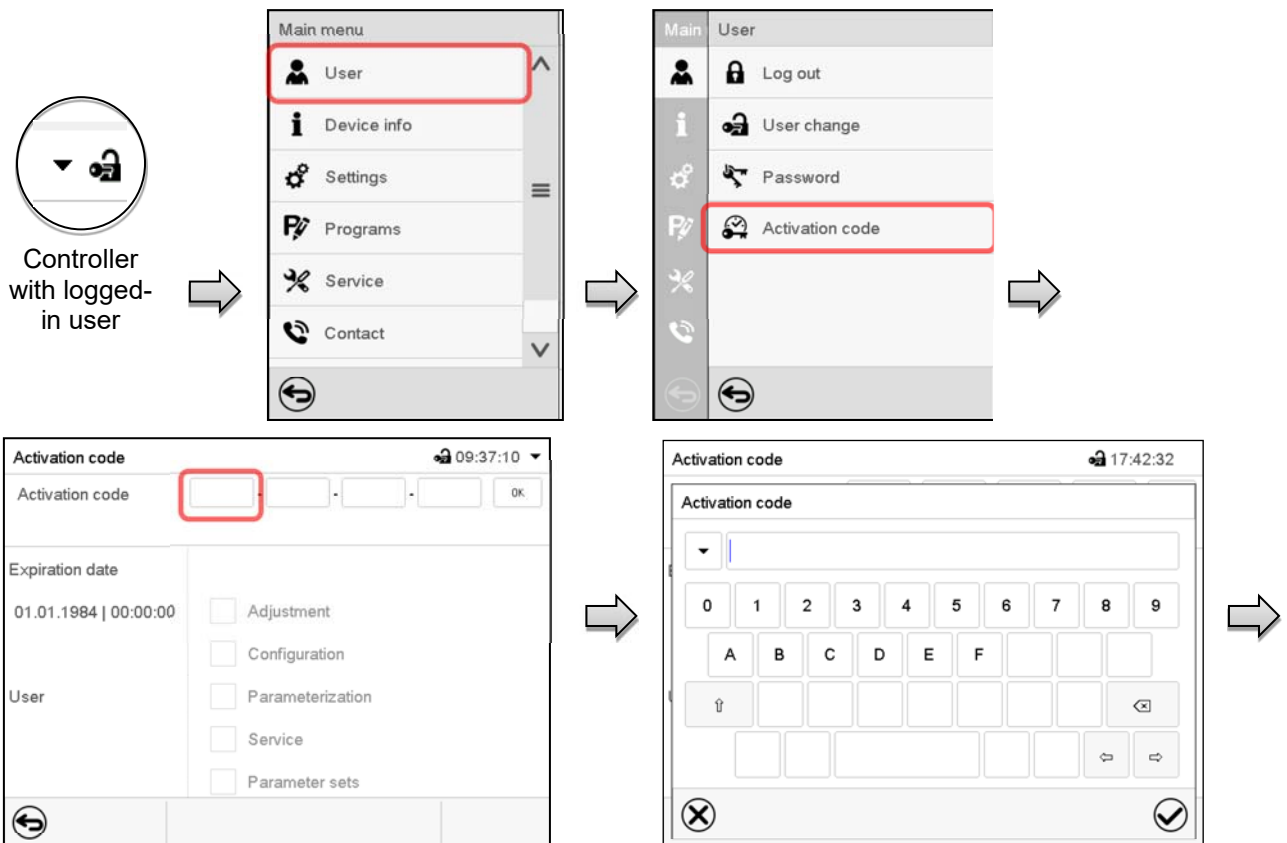 Controller
with logged-
in user
Main menu
User
Device info
Settings
Programs
Service
Contact
Main
User
Log out
User change
Password
Activation code
Activation code
09:37:10
Activation code
- - -
OK
Expiration date
01.01.1984 | 00:00:00
Adjustment
Configuration
User
Parameterization
Service
Parameter sets
Activation code
17:42:32
Activation code
0 1 2 3 4 5 6 7 8 9
A B C D E F